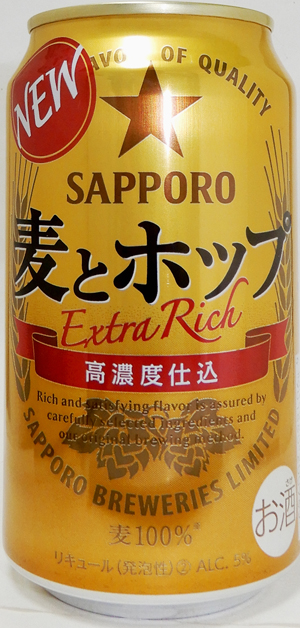 NEW
FLAVOR OF QUALITY
SAPPORO
麦とホップ
Extra Rich
高濃度仕込
Rich and satisfying flavor is assured by
carefully selected ingredients and
our original brewing method.
SAPPORO BREWERIES LIMITED
麦100%*
お酒
リキュール(発泡性)② ALC. 5%